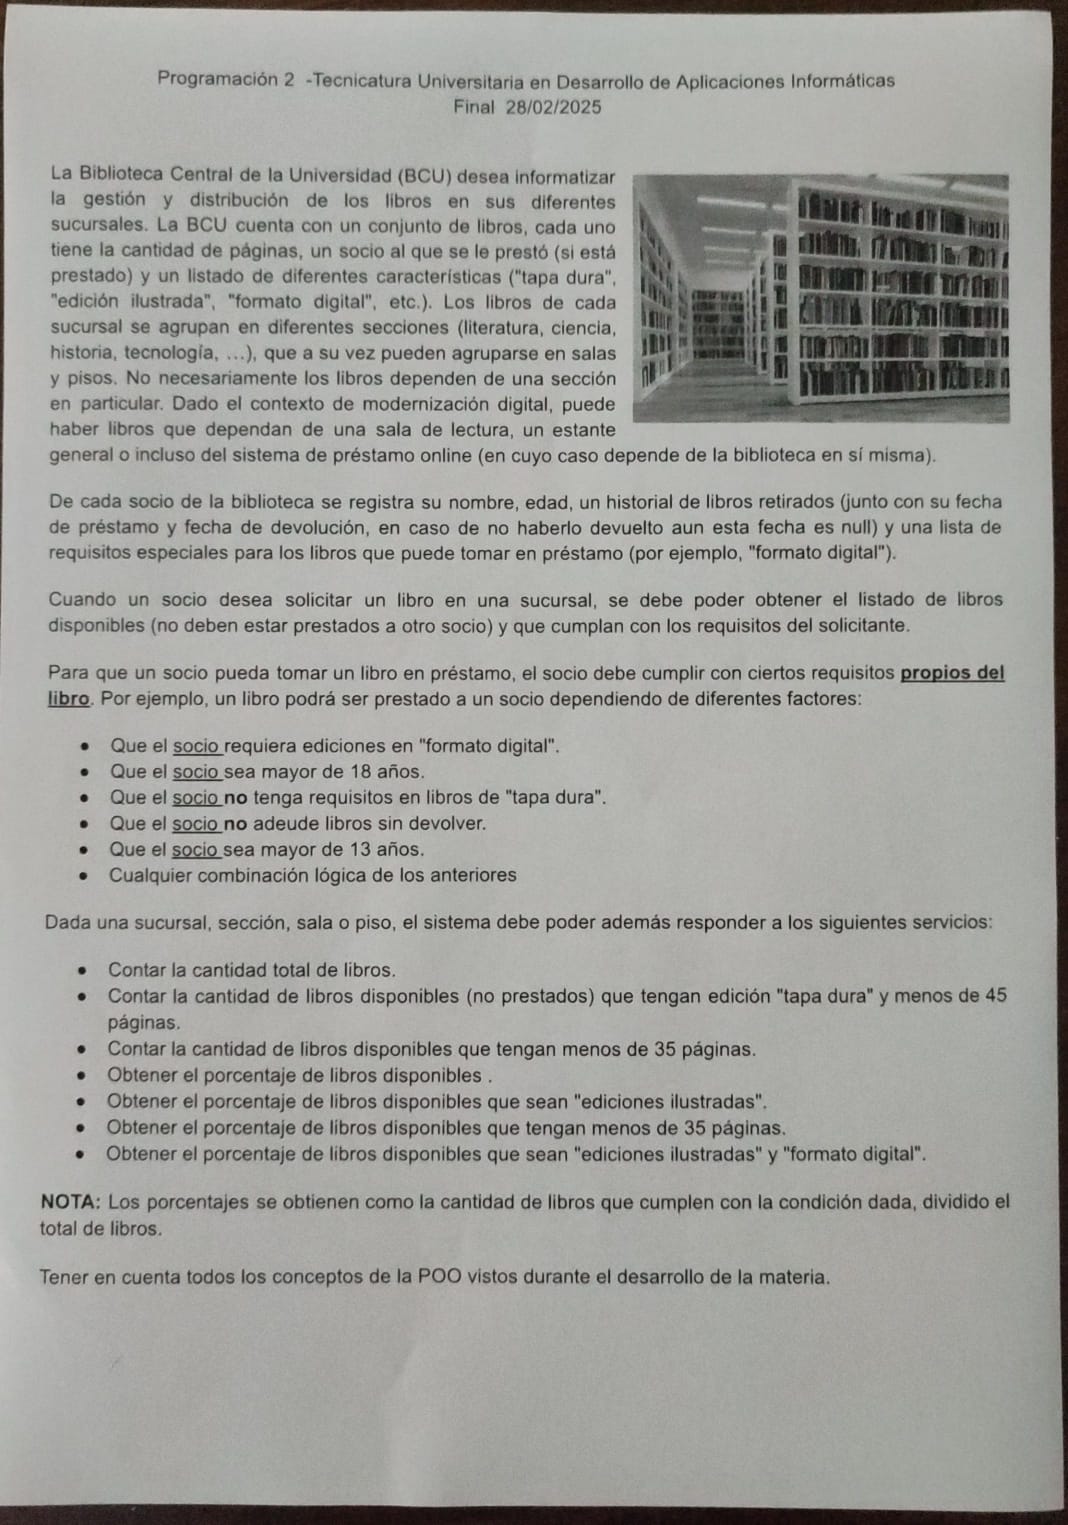 Programación 2 -Tecnicatura Universitaria en Desarrollo de Aplicaciones Informáticas
Final 28/02/2025
La Biblioteca Central de la Universidad (BCU) desea informatizar
la gestión y distribución de los libros en sus diferentes
sucursales. La BCU cuenta con un conjunto de libros, cada uno
tiene la cantidad de páginas, un socio al que se le prestó (si está
prestado) y un listado de diferentes características ("tapa dura",
"edición ilustrada", "formato digital", etc.). Los libros de cada
sucursal se agrupan en diferentes secciones (literatura, ciencia,
historia, tecnología, ...), que a su vez pueden agruparse en salas
y pisos. No necesariamente los libros dependen de una sección
en particular. Dado el contexto de modernización digital, puede
haber libros que dependan de una sala de lectura, un estante
general o incluso del sistema de préstamo online (en cuyo caso depende de la biblioteca en sí misma).
De cada socio de la biblioteca se registra su nombre, edad, un historial de libros retirados (junto con su fecha
de préstamo y fecha de devolución, en caso de no haberlo devuelto aun esta fecha es null) y una lista de
requisitos especiales para los libros que puede tomar en préstamo (por ejemplo, "formato digital").
Cuando un socio desea solicitar un libro en una sucursal, se debe poder obtener el listado de libros
disponibles (no deben estar prestados a otro socio) y que cumplan con los requisitos del solicitante.
Para que un socio pueda tomar un libro en préstamo, el socio debe cumplir con ciertos requisitos propios del
libro. Por ejemplo, un libro podrá ser prestado a un socio dependiendo de diferentes factores:
• Que el socio requiera ediciones en "formato digital".
• Que el socio sea mayor de 18 años.
• Que el socio no tenga requisitos en libros de "tapa dura".
• Que el socio no adeude libros sin devolver.
• Que el socio sea mayor de 13 años.
• Cualquier combinación lógica de los anteriores
Dada una sucursal, sección, sala o piso, el sistema debe poder además responder a los siguientes servicios:
• Contar la cantidad total de libros.
• Contar la cantidad de libros disponibles (no prestados) que tengan edición "tapa dura" y menos de 45
páginas.
• Contar la cantidad de libros disponibles que tengan menos de 35 páginas.
• Obtener el porcentaje de libros disponibles .
• Obtener el porcentaje de libros disponibles que sean "ediciones ilustradas".
• Obtener el porcentaje de libros disponibles que tengan menos de 35 páginas.
• Obtener el porcentaje de libros disponibles que sean "ediciones ilustradas" y "formato digital".
NOTA: Los porcentajes se obtienen como la cantidad de libros que cumplen con la condición dada, dividido el
total de libros.
Tener en cuenta todos los conceptos de la POO vistos durante el desarrollo de la materia.